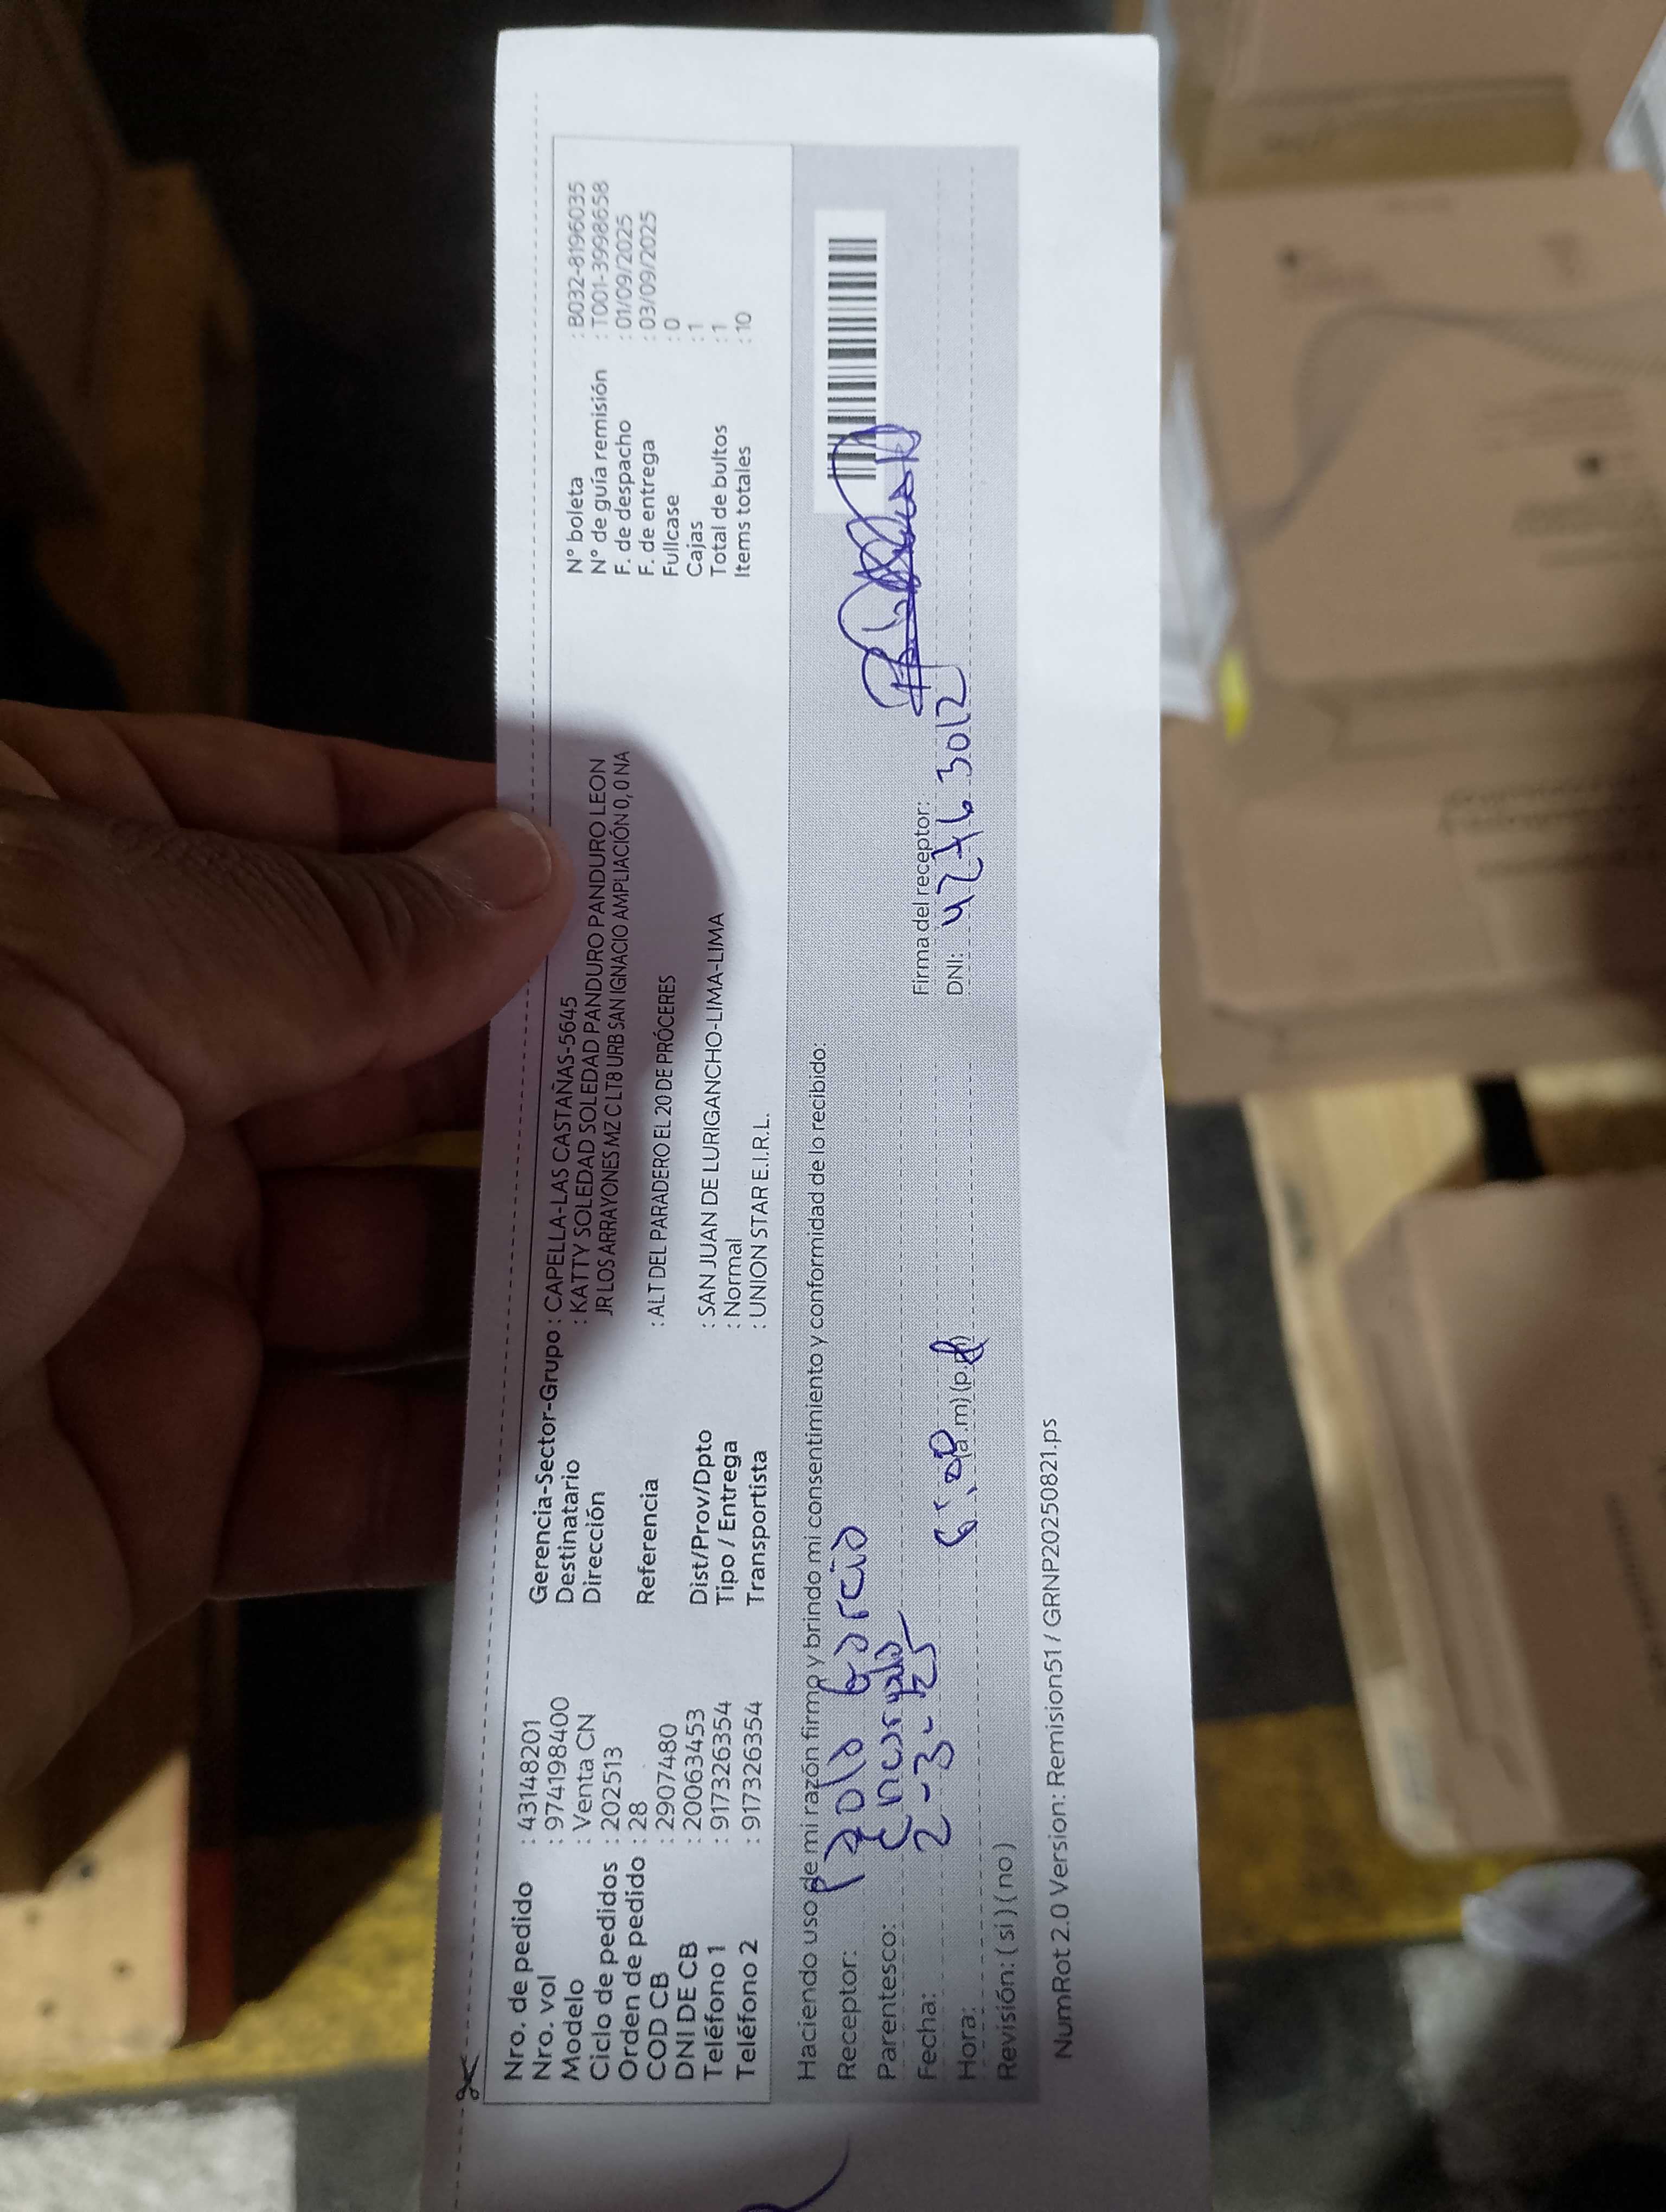 Nro. de pedido : 43148201
Nro. vol : 974198400
Modelo : Venta CN
Ciclo de pedidos : 202513
Orden de pedido : 28
COD CB : 2907480
DNI DE CB : 20063453
Teléfono 1 : 917326354
Teléfono 2 : 917326354
Gerencia-Sector-Grupo : CAPELLA-LAS CASTAÑAS-5645
Destinatario : KATTY SOLEDAD SOLEDAD PANDURO PANDURO LEON
Dirección JR LOS ARRAYONES MZ C LT8 URB SAN IGNACIO AMPLIACIÓN 0, 0 NA
Referencia : ALT DEL PARADERO EL 20 DE PRÓCERES
Dist/Prov/Dpto : SAN JUAN DE LURIGANCHO-LIMA-LIMA
Tipo / Entrega : Normal
Transportista : UNION STAR E.I.R.L.
N° boleta : B032-8196035
N° de guía remisión : T001-3998658
F. de despacho : 01/09/2025
F. de entrega : 03/09/2025
Fullcase : 0
Cajas : 1
Total de bultos : 1
Items totales : 10
Haciendo uso de mi razón firmo y brindo mi consentimiento y conformidad de lo recibido:
Receptor: Paolo Garcia
Parentesco: Encargado
Fecha: 2-3-25
Hora: (a.m) (p.m)
Revisión: ( si ) ( no )
Firma del receptor:
DNI: 42763012
NumRot 2.0 Version: Remision51 / GRNP20250821.ps